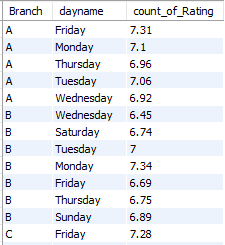 Branch dayname count_of_Rating
A Friday 7.31
A Monday 7.1
A Thursday 6.96
A Tuesday 7.06
A Wednesday 6.92
B Wednesday 6.45
B Saturday 6.74
B Tuesday 7
B Monday 7.34
B Friday 6.69
B Thursday 6.75
B Sunday 6.89
C Friday 7.28